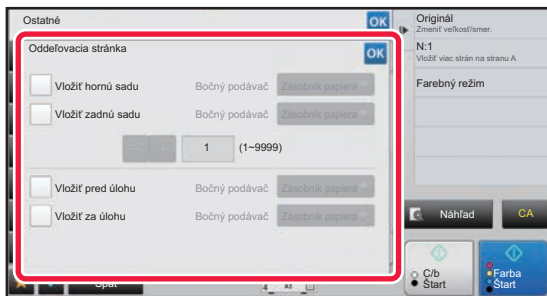 Ostatné
OK
Oddeľovacia stránka
OK
Vložiť hornú sadu
Bočný podávač
Zásobník papiera
Vložiť zadnú sadu
Bočný podávač
Zásobník papiera
1
(1~9999)
Vložiť pred úlohu
Bočný podávač
Zásobník papiera
Vložiť za úlohu
Bočný podávač
Zásobník papiera
Späť
A3
Originál
Zmeniť veľkosť/smer.
N:1
Vložiť viac strán na stranu A
Farebný režim
Náhľad
CA
C/b
Štart
Farba
Štart